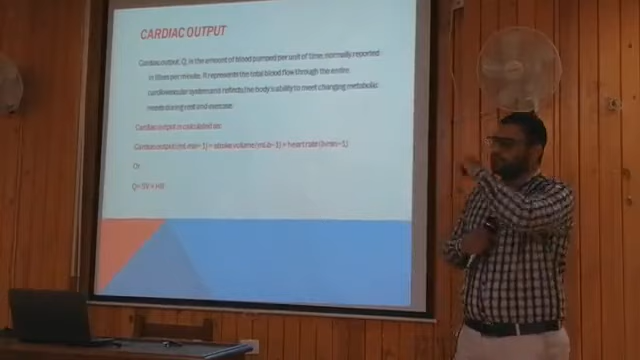 CARDIAC OUTPUT
Cardiac output, Q, is the amount of blood pumped per unit of time, normally reported
in litres per minute. It represents the total blood flow through the entire
cardiovascular system and reflects the body's ability to meet changing metabolic
needs during rest and exercise.
Cardiac output is calculated as:
Cardiac output (mL·min−1) = stroke volume (mL·b−1) × heart rate (b·min−1)
Or
Q= SV × HR